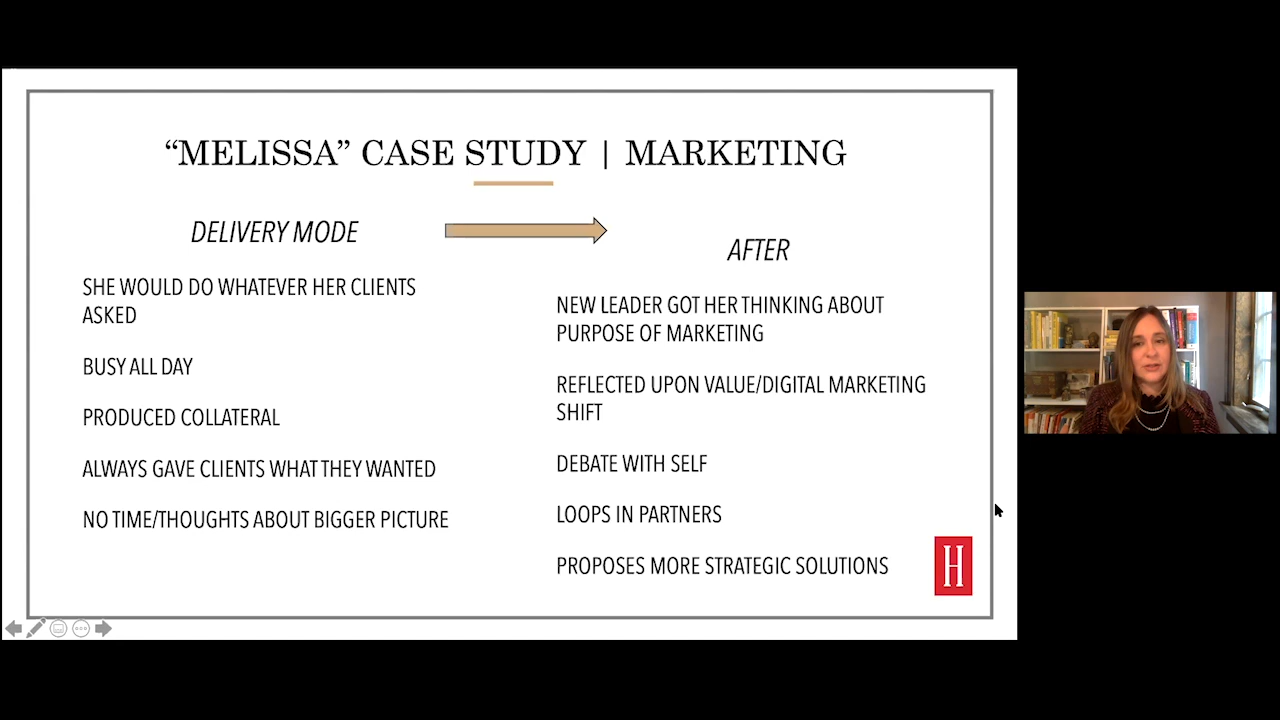 “MELISSA” CASE STUDY | MARKETING
DELIVERY MODE
SHE WOULD DO WHATEVER HER CLIENTS
ASKED
BUSY ALL DAY
PRODUCED COLLATERAL
ALWAYS GAVE CLIENTS WHAT THEY WANTED
NO TIME/THOUGHTS ABOUT BIGGER PICTURE
AFTER
NEW LEADER GOT HER THINKING ABOUT
PURPOSE OF MARKETING
REFLECTED UPON VALUE/DIGITAL MARKETING
SHIFT
DEBATE WITH SELF
LOOPS IN PARTNERS
PROPOSES MORE STRATEGIC SOLUTIONS
H